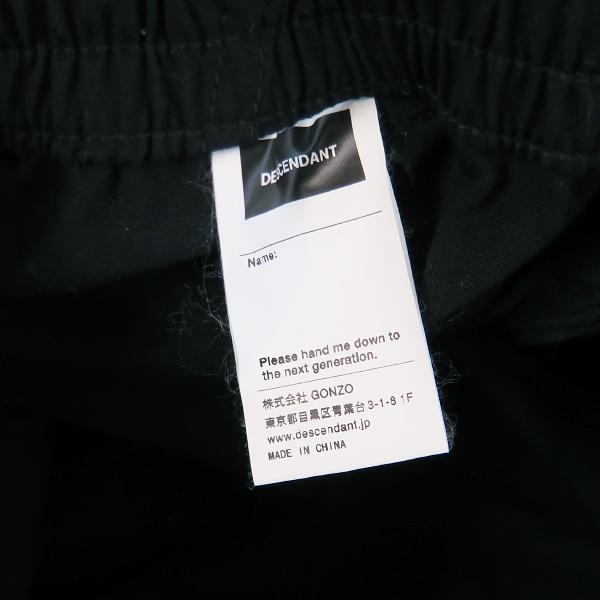 DESCENDANT
Name:
Please hand me down to
the next generation.
株式会社 GONZO
東京都目黒区青葉台3-1-8 1F
www.descendant.jp
MADE IN CHINA